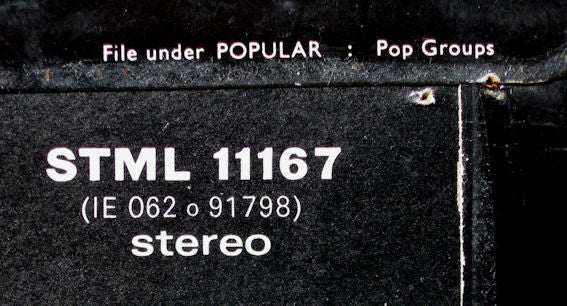 File under POPULAR : Pop Groups
STML 11167
(IE 062 o 91798)
stereo